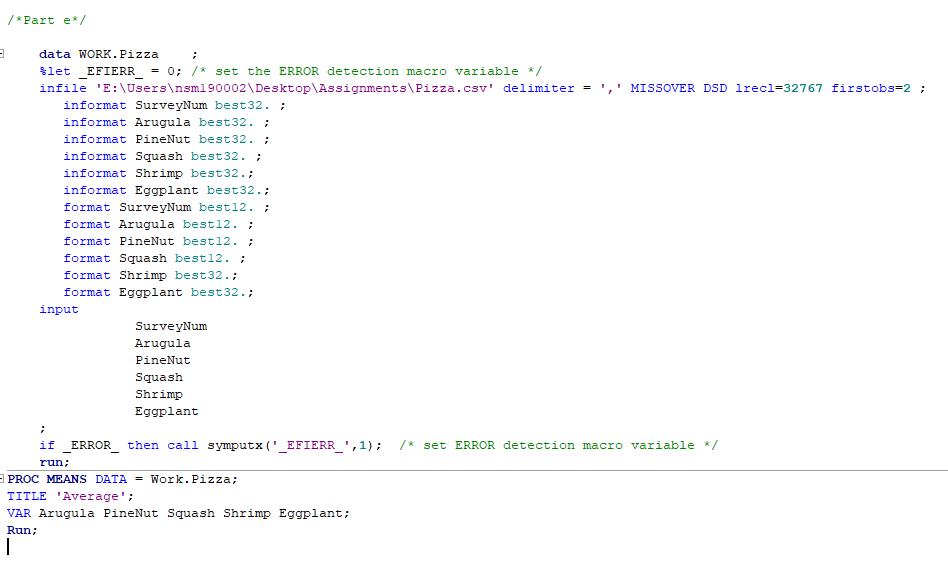 /*Part e*/
data WORK.Pizza    ;
%let _EFIERR_ = 0; /* set the ERROR detection macro variable */
infile 'E:\Users\nsm190002\Desktop\Assignments\Pizza.csv' delimiter = ',' MISSOVER DSD lrecl=32767 firstobs=2 ;
informat SurveyNum best32. ;
informat Arugula best32. ;
informat PineNut best32. ;
informat Squash best32. ;
informat Shrimp best32.;
informat Eggplant best32.;
format SurveyNum best12. ;
format Arugula best12. ;
format PineNut best12. ;
format Squash best12. ;
format Shrimp best32.;
format Eggplant best32.;
input
SurveyNum
Arugula
PineNut
Squash
Shrimp
Eggplant
;
if _ERROR_ then call symputx('_EFIERR_',1);  /* set ERROR detection macro variable */
run;
PROC MEANS DATA = Work.Pizza;
TITLE 'Average';
VAR Arugula PineNut Squash Shrimp Eggplant;
Run;